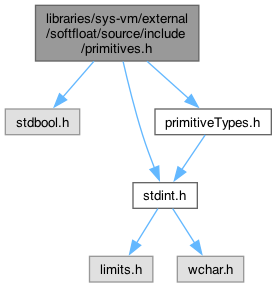 libraries/sys-vm/external
/softfloat/source/include
/primitives.h
stdbool.h
primitiveTypes.h
stdint.h
limits.h
wchar.h